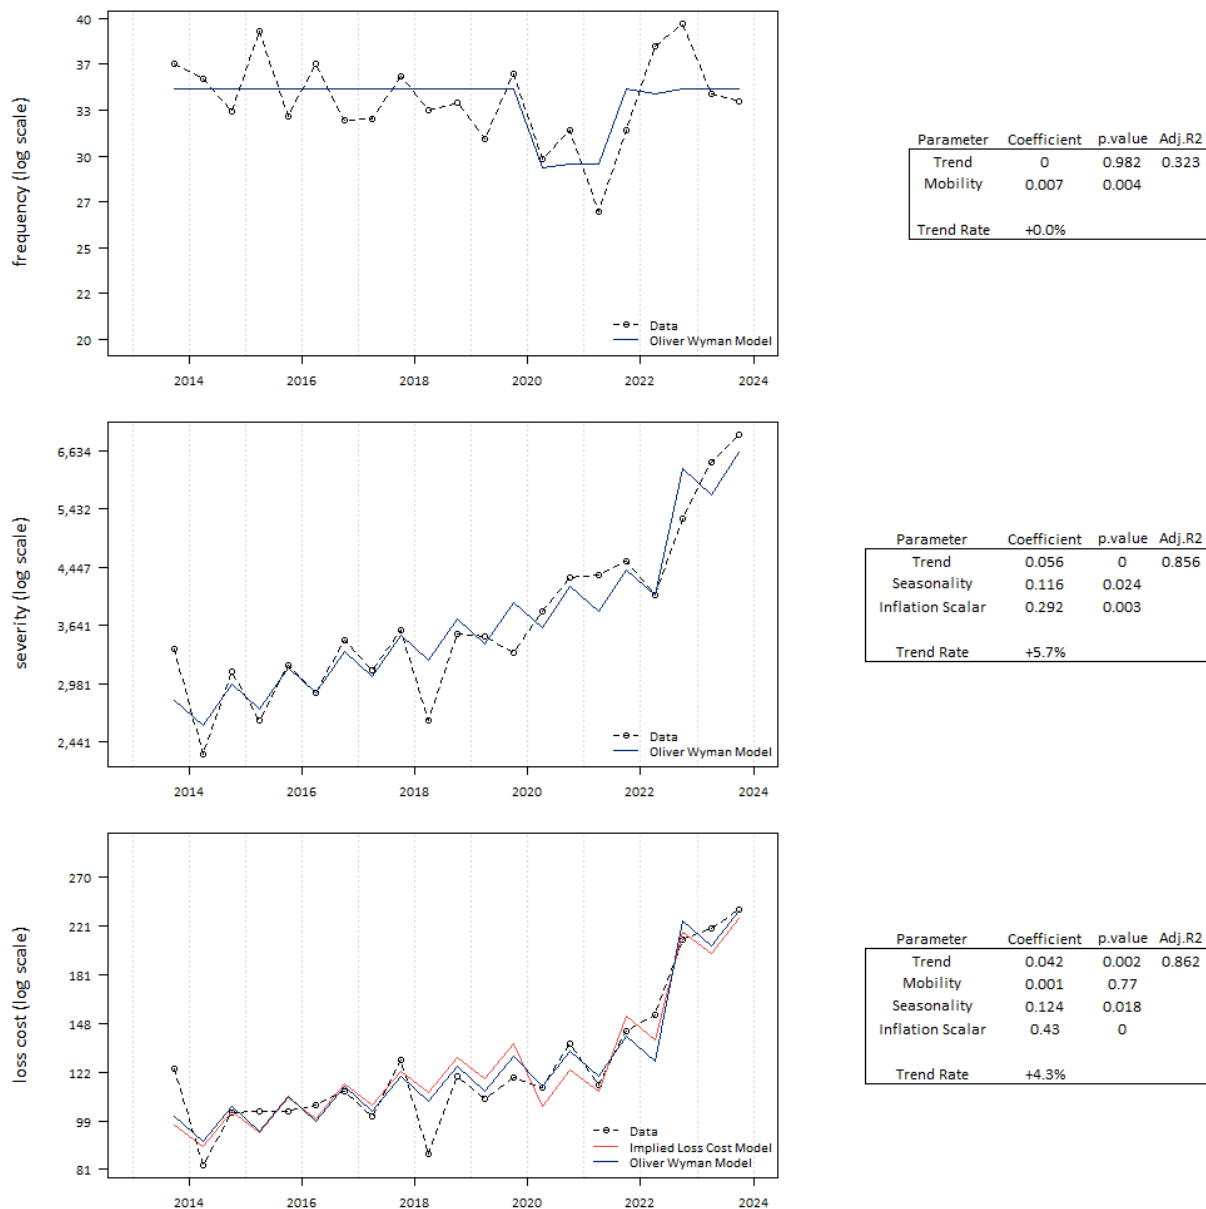 frequency (log scale)
40
37
33
30
27
25
22
20
Data
Oliver Wyman Model
2014 2016 2018 2020 2022 2024
Parameter Coefficient p.value Adj.R2
Trend 0 0.982 0.323
Mobility 0.007 0.004
Trend Rate +0.0%
severity (log scale)
6,634
5,432
4,447
3,641
2,981
2,441
Data
Oliver Wyman Model
2014 2016 2018 2020 2022 2024
Parameter Coefficient p.value Adj.R2
Trend 0.056 0 0.856
Seasonality 0.116 0.024
Inflation Scalar 0.292 0.003
Trend Rate +5.7%
loss cost (log scale)
270
221
181
148
122
99
81
Data
Implied Loss Cost Model
Oliver Wyman Model
2014 2016 2018 2020 2022 2024
Parameter Coefficient p.value Adj.R2
Trend 0.042 0.002 0.862
Mobility 0.001 0.77
Seasonality 0.124 0.018
Inflation Scalar 0.43 0
Trend Rate +4.3%